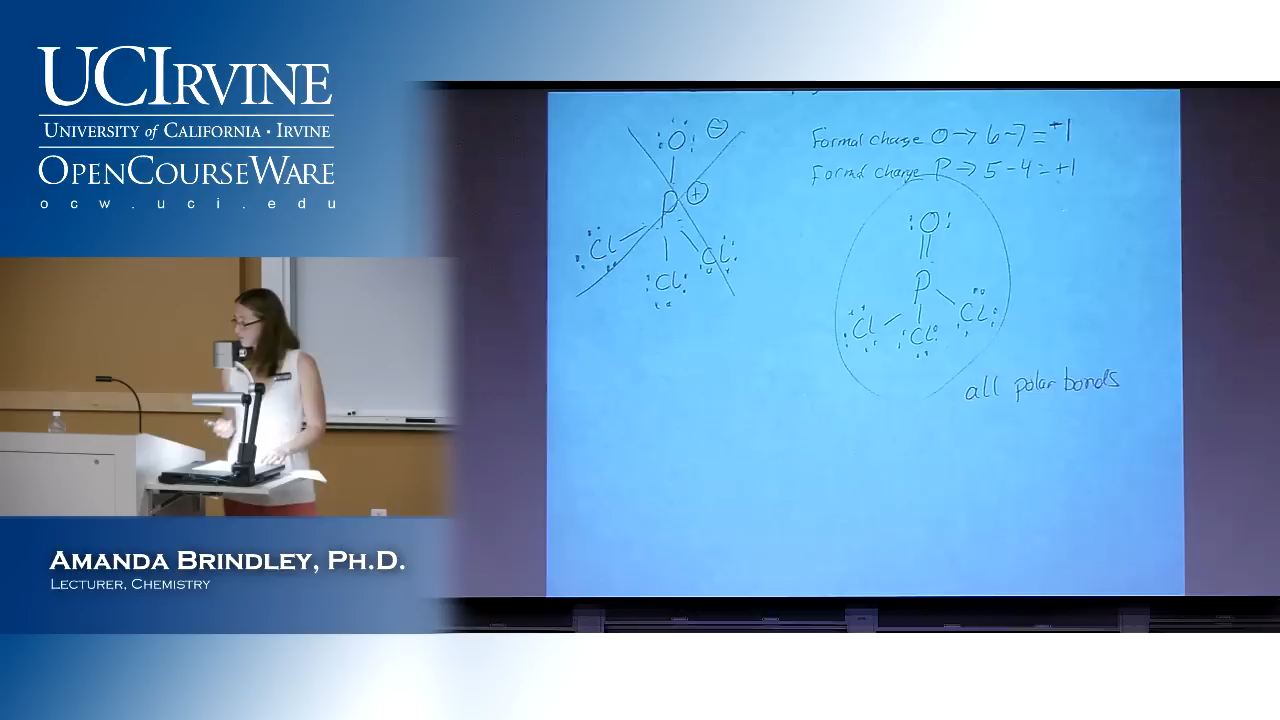 UCIRVINE
UNIVERSITY of CALIFORNIA · IRVINE
OPENCOURSEWARE
ocw.uci.edu
AMANDA BRINDLEY, PH.D.
LECTURER, CHEMISTRY
O
P
Cl
Cl
Cl
Formal charge O → 6-7 = +1
Formal charge P → 5-4 = +1
O
P
Cl
Cl
Cl
all polar bonds